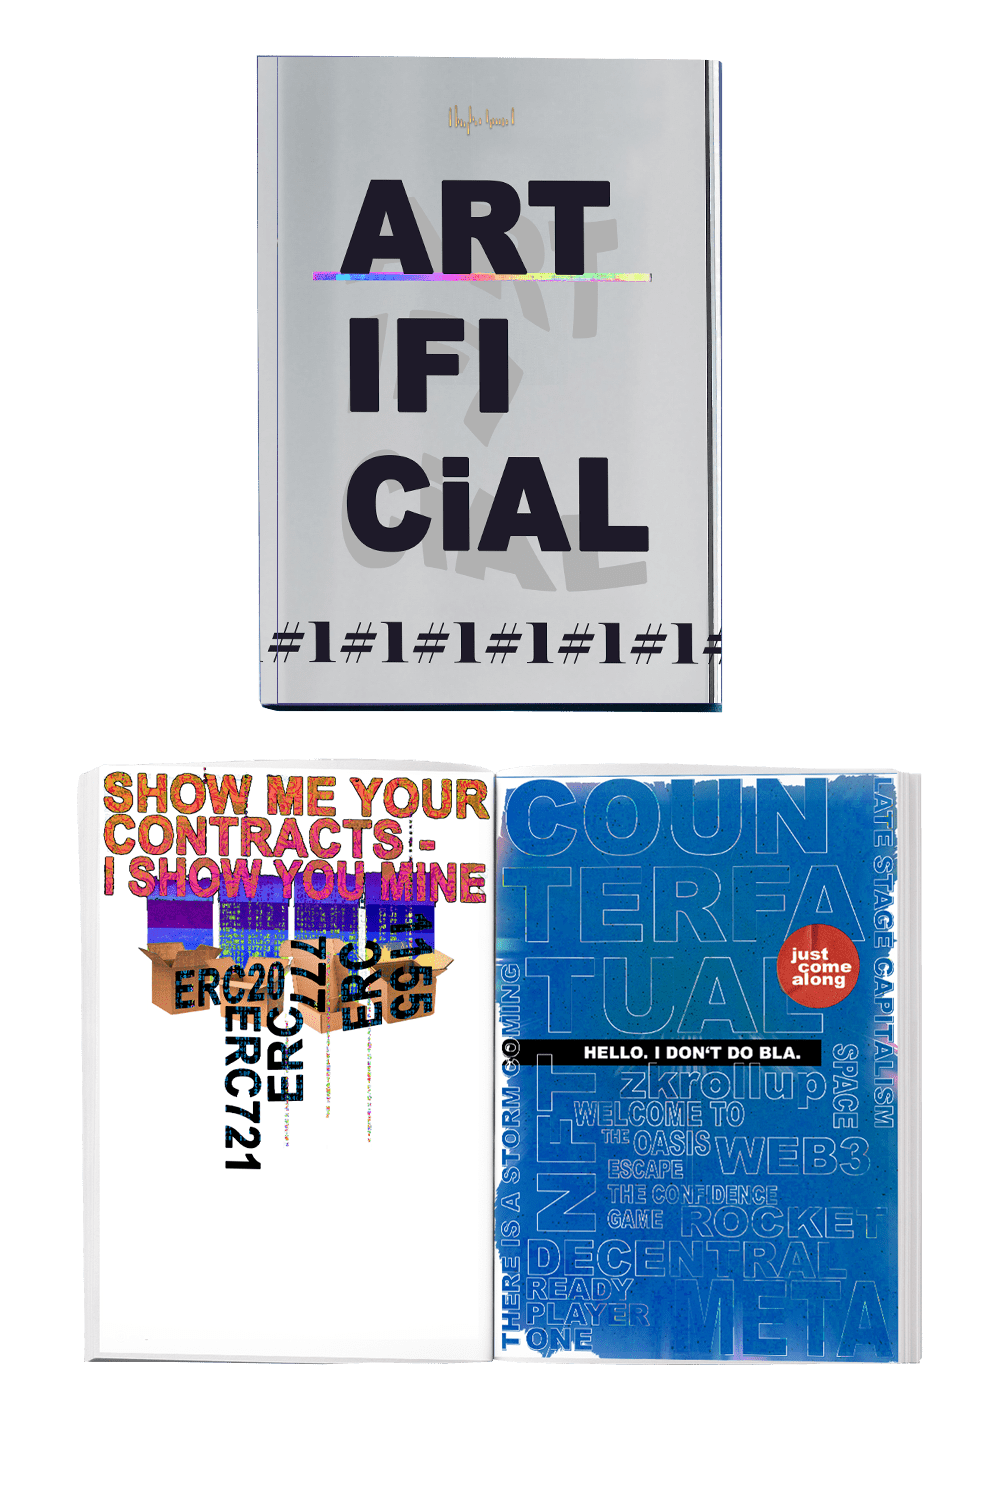 ART
IFI
CiAL
#1#1#1#1#1#1#
SHOW ME YOUR
CONTRACTS -
I SHOW YOU MINE
ERC20
ERC721
ERC777
ERC
1155
COUN
TERFA
TUAL
LATE STAGE CAPITALISM
just
come
along
HELLO. I DON‘T DO BLA.
THERE IS A STORM COMING
NFT
zkrollup
SPACE
WELCOME TO
THE OASIS
ESCAPE
WEB3
THE CONFIDENCE
GAME
ROCKET
DECENTRAL
READY
PLAYER
ONE
META